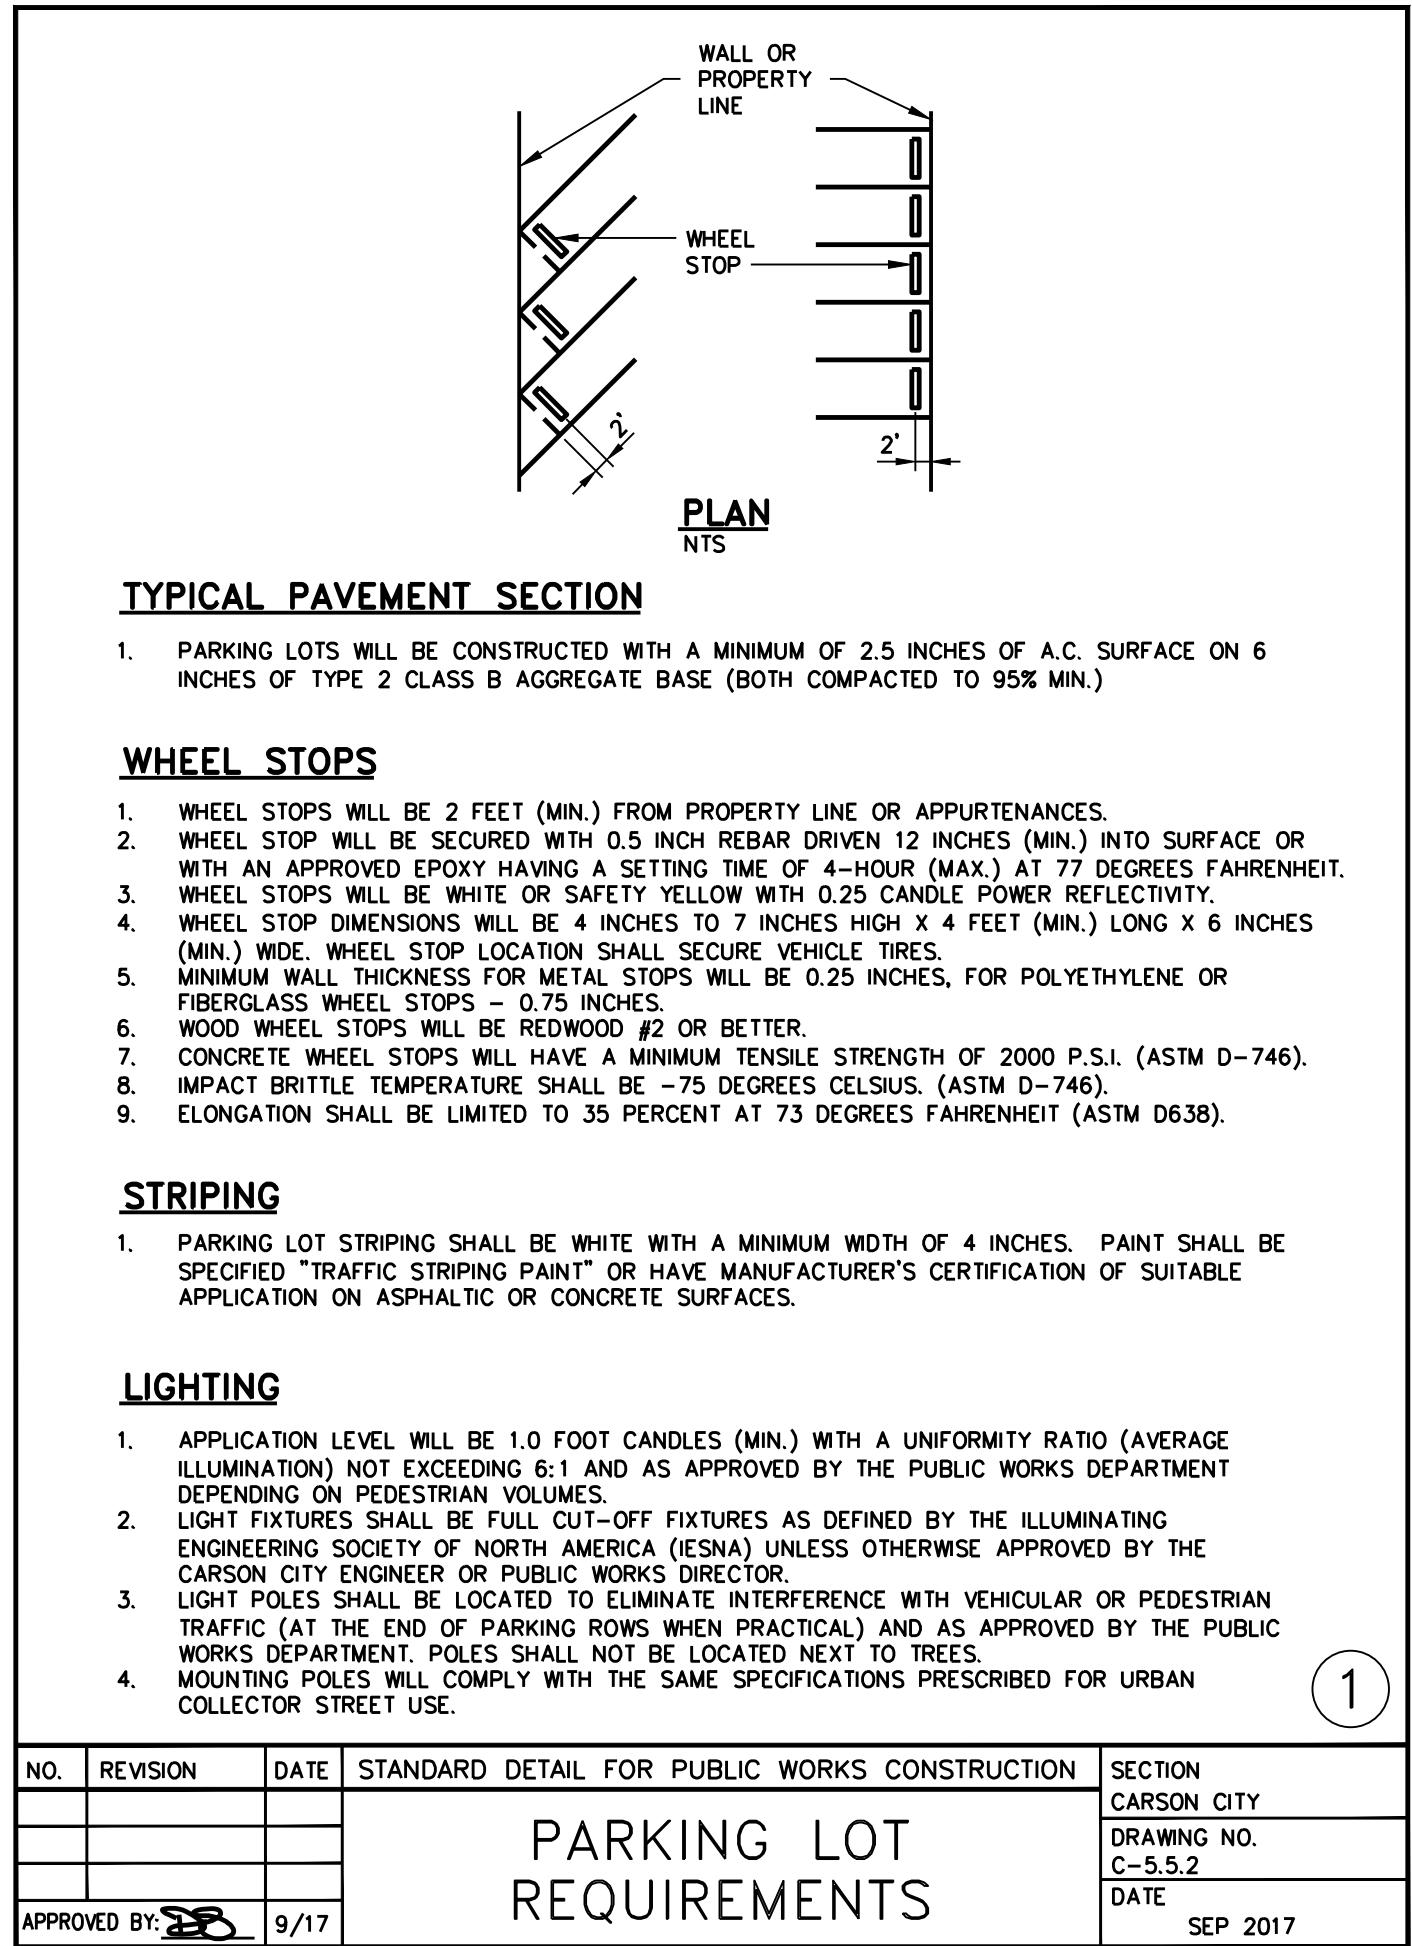 WALL OR
PROPERTY
LINE
WHEEL
STOP
2'
2'
PLAN
NTS
TYPICAL PAVEMENT SECTION
1. PARKING LOTS WILL BE CONSTRUCTED WITH A MINIMUM OF 2.5 INCHES OF A.C. SURFACE ON 6
INCHES OF TYPE 2 CLASS B AGGREGATE BASE (BOTH COMPACTED TO 95% MIN.)
WHEEL STOPS
1. WHEEL STOPS WILL BE 2 FEET (MIN.) FROM PROPERTY LINE OR APPURTENANCES.
2. WHEEL STOP WILL BE SECURED WITH 0.5 INCH REBAR DRIVEN 12 INCHES (MIN.) INTO SURFACE OR
WITH AN APPROVED EPOXY HAVING A SETTING TIME OF 4-HOUR (MAX.) AT 77 DEGREES FAHRENHEIT.
3. WHEEL STOPS WILL BE WHITE OR SAFETY YELLOW WITH 0.25 CANDLE POWER REFLECTIVITY.
4. WHEEL STOP DIMENSIONS WILL BE 4 INCHES TO 7 INCHES HIGH X 4 FEET (MIN.) LONG X 6 INCHES
(MIN.) WIDE. WHEEL STOP LOCATION SHALL SECURE VEHICLE TIRES.
5. MINIMUM WALL THICKNESS FOR METAL STOPS WILL BE 0.25 INCHES, FOR POLYETHYLENE OR
FIBERGLASS WHEEL STOPS - 0.75 INCHES.
6. WOOD WHEEL STOPS WILL BE REDWOOD #2 OR BETTER.
7. CONCRETE WHEEL STOPS WILL HAVE A MINIMUM TENSILE STRENGTH OF 2000 P.S.I. (ASTM D-746).
8. IMPACT BRITTLE TEMPERATURE SHALL BE -75 DEGREES CELSIUS. (ASTM D-746).
9. ELONGATION SHALL BE LIMITED TO 35 PERCENT AT 73 DEGREES FAHRENHEIT (ASTM D638).
STRIPING
1. PARKING LOT STRIPING SHALL BE WHITE WITH A MINIMUM WIDTH OF 4 INCHES. PAINT SHALL BE
SPECIFIED "TRAFFIC STRIPING PAINT" OR HAVE MANUFACTURER'S CERTIFICATION OF SUITABLE
APPLICATION ON ASPHALTIC OR CONCRETE SURFACES.
LIGHTING
1. APPLICATION LEVEL WILL BE 1.0 FOOT CANDLES (MIN.) WITH A UNIFORMITY RATIO (AVERAGE
ILLUMINATION) NOT EXCEEDING 6:1 AND AS APPROVED BY THE PUBLIC WORKS DEPARTMENT
DEPENDING ON PEDESTRIAN VOLUMES.
2. LIGHT FIXTURES SHALL BE FULL CUT-OFF FIXTURES AS DEFINED BY THE ILLUMINATING
ENGINEERING SOCIETY OF NORTH AMERICA (IESNA) UNLESS OTHERWISE APPROVED BY THE
CARSON CITY ENGINEER OR PUBLIC WORKS DIRECTOR.
3. LIGHT POLES SHALL BE LOCATED TO ELIMINATE INTERFERENCE WITH VEHICULAR OR PEDESTRIAN
TRAFFIC (AT THE END OF PARKING ROWS WHEN PRACTICAL) AND AS APPROVED BY THE PUBLIC
WORKS DEPARTMENT. POLES SHALL NOT BE LOCATED NEXT TO TREES.
4. MOUNTING POLES WILL COMPLY WITH THE SAME SPECIFICATIONS PRESCRIBED FOR URBAN
COLLECTOR STREET USE.
1
NO. REVISION DATE
STANDARD DETAIL FOR PUBLIC WORKS CONSTRUCTION
PARKING LOT
REQUIREMENTS
SECTION
CARSON CITY
DRAWING NO.
C-5.5.2
DATE
SEP 2017
APPROVED BY: 9/17